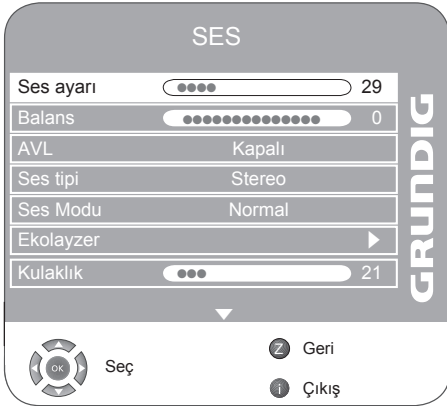 SES
Ses ayarı 29
Balans 0
AVL Kapalı
Ses tipi Stereo
Ses Modu Normal
Ekolayzer
Kulaklık 21
GRUNDIG
OK Seç
Z Geri
i Çıkış